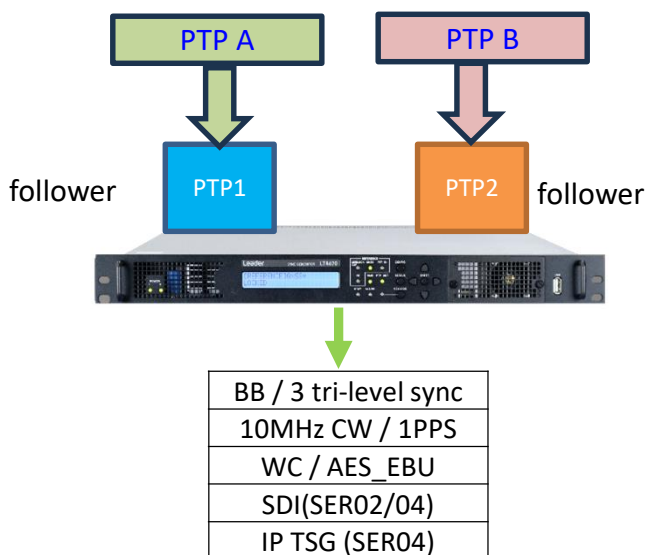 PTP A
PTP B
follower
PTP1
PTP2
follower
Leader
LT4670
BB / 3 tri-level sync
10MHz CW / 1PPS
WC / AES_EBU
SDI(SER02/04)
IP TSG (SER04)